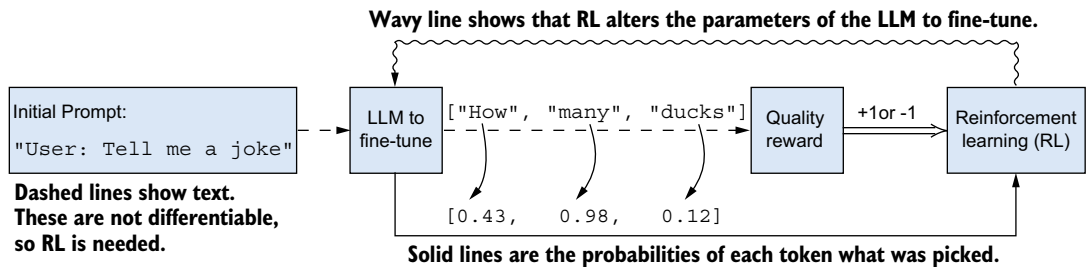 Wavy line shows that RL alters the parameters of the LLM to fine-tune.
Initial Prompt:
"User: Tell me a joke"
LLM to
fine-tune
["How", "many", "ducks"]
Quality
reward
+1or -1
Reinforcement
learning (RL)
Dashed lines show text.
These are not differentiable,
so RL is needed.
[0.43, 0.98, 0.12]
Solid lines are the probabilities of each token what was picked.